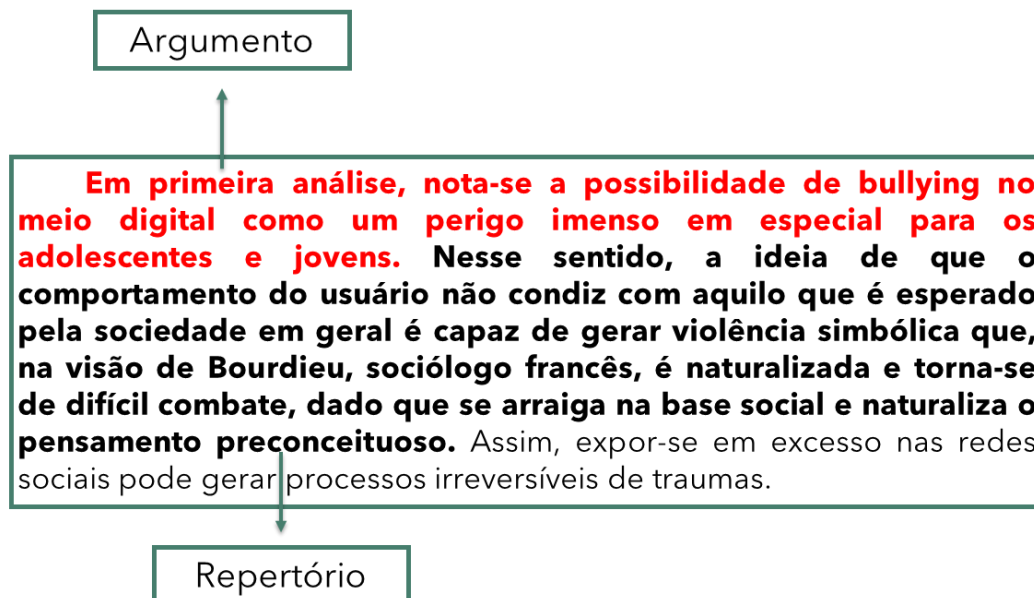 Argumento
Em primeira análise, nota-se a possibilidade de bullying no
meio digital como um perigo imenso em especial para os
adolescentes e jovens. Nesse sentido, a ideia de que o
comportamento do usuário não condiz com aquilo que é esperado
pela sociedade em geral é capaz de gerar violência simbólica que,
na visão de Bourdieu, sociólogo francês, é naturalizada e torna-se
de difícil combate, dado que se arraiga na base social e naturaliza o
pensamento preconceituoso. Assim, expor-se em excesso nas redes
sociais pode gerar processos irreversíveis de traumas.
Repertório